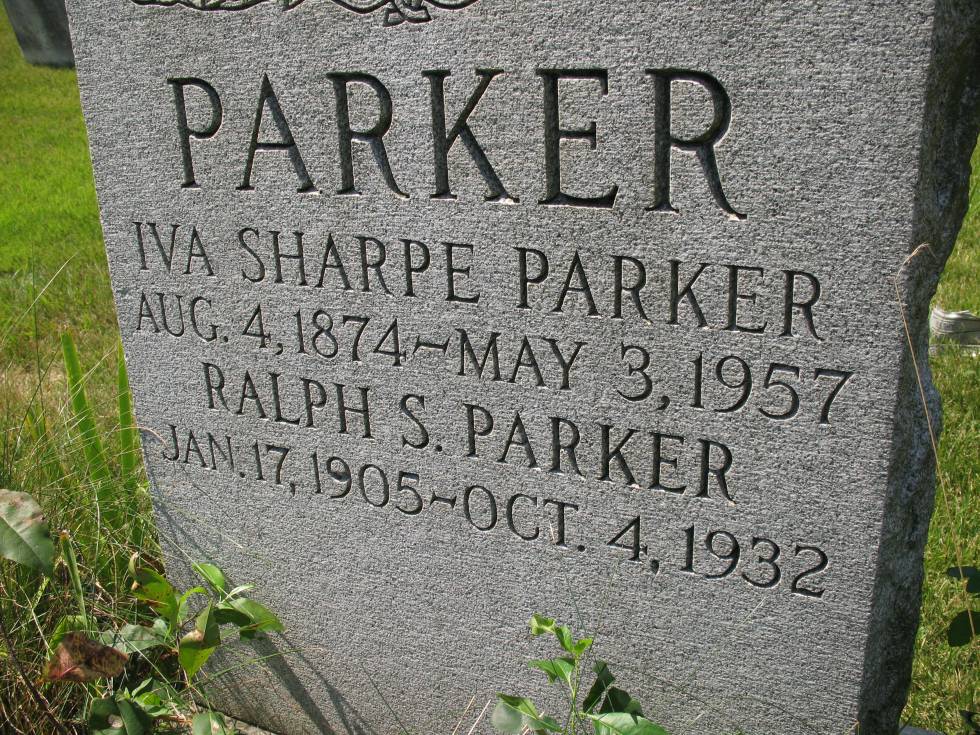 PARKER
IVA SHARPE PARKER
AUG. 4, 1874~MAY 3, 1957
RALPH S. PARKER
JAN. 17, 1905~OCT. 4, 1932